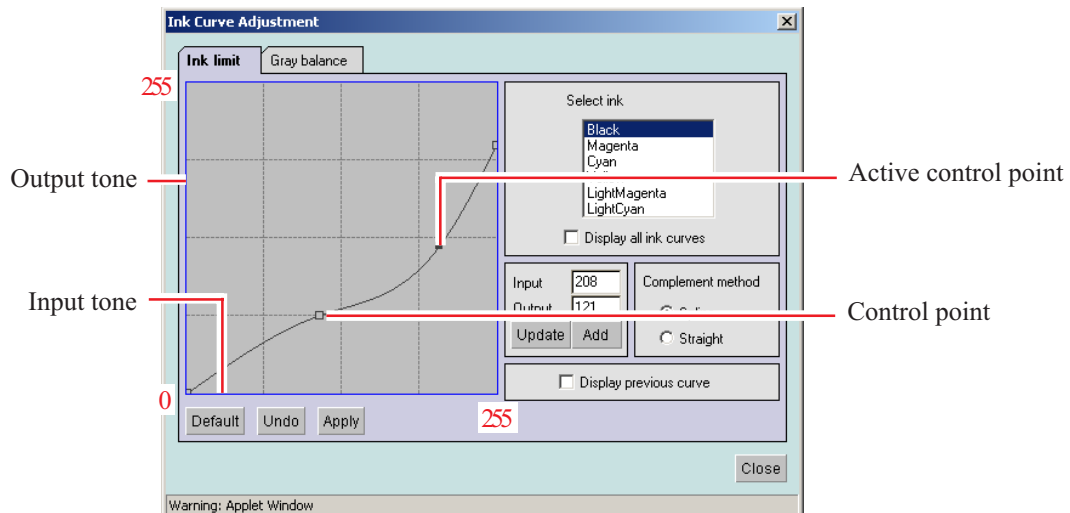 Ink Curve Adjustment
Ink limit
Gray balance
255
Output tone
Input tone
0
255
Select ink
Black
Magenta
Cyan
LightMagenta
LightCyan
Display all ink curves
Active control point
Input 208
Output 121
Update
Add
Complement method
Straight
Control point
Display previous curve
Default
Undo
Apply
Close
Warning: Applet Window